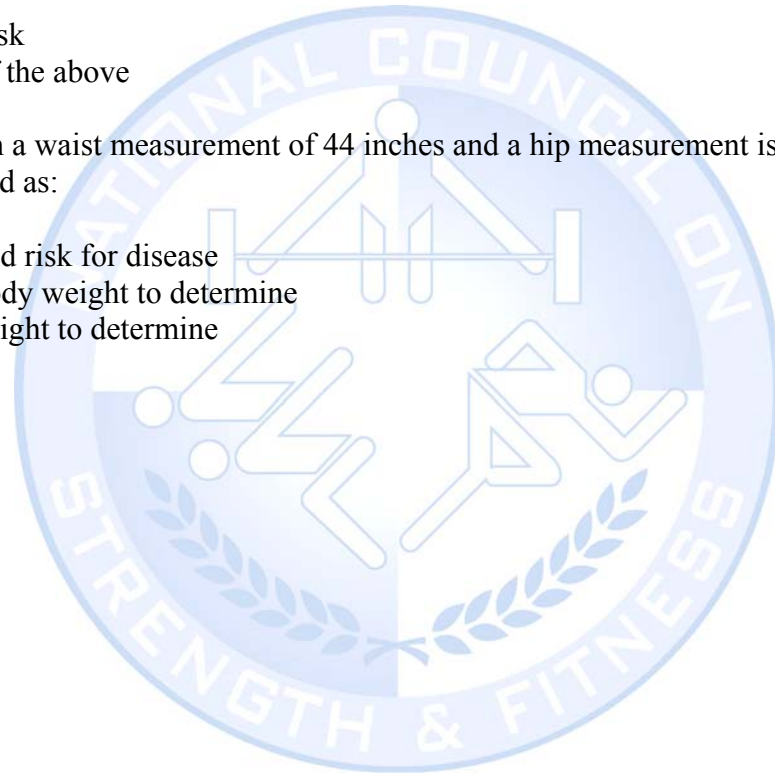 sk
f the above
n a waist measurement of 44 inches and a hip measurement is
d as:
d risk for disease
ody weight to determine
ight to determine
NATIONAL COUNCIL ON
STRENGTH & FITNESS